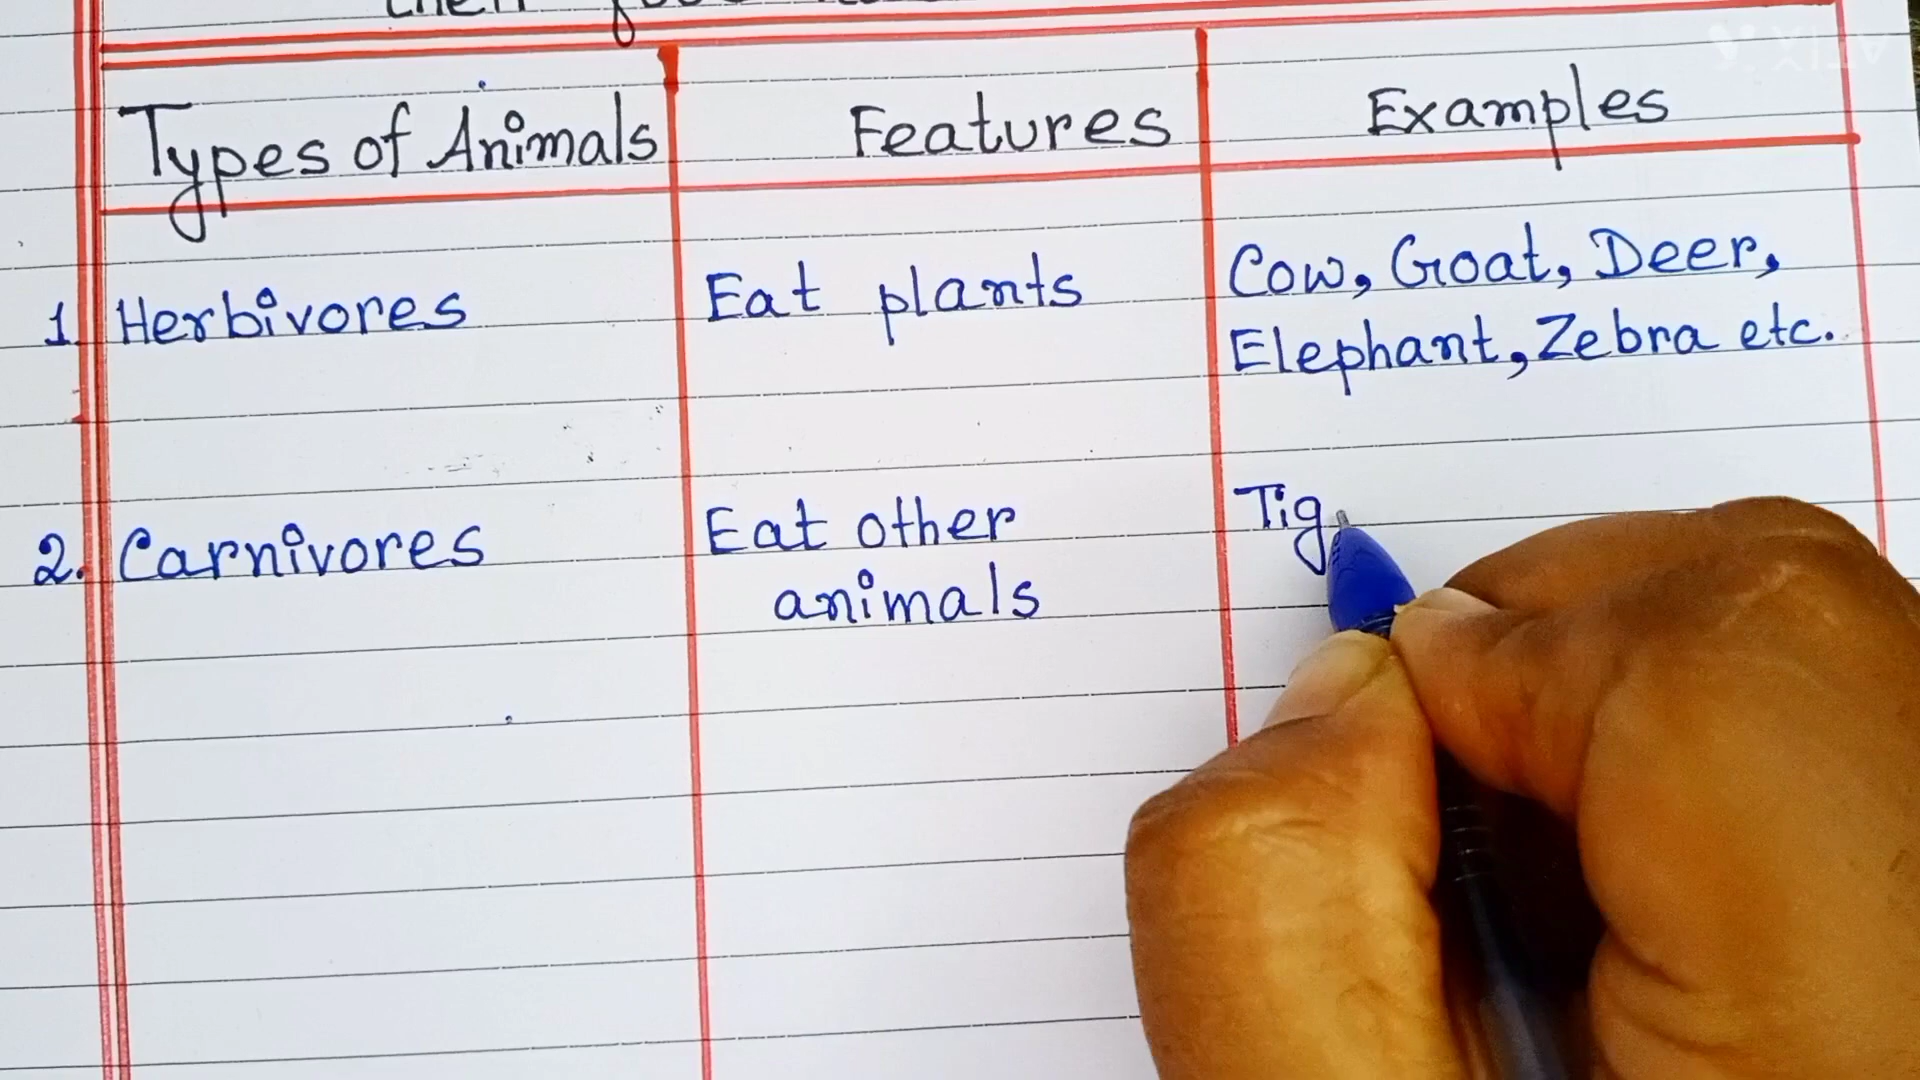 Types of Animals Features Examples
1. Herbivores Eat plants Cow, Goat, Deer,
Elephant, Zebra etc.
2. Carnivores Eat other Tig
animals